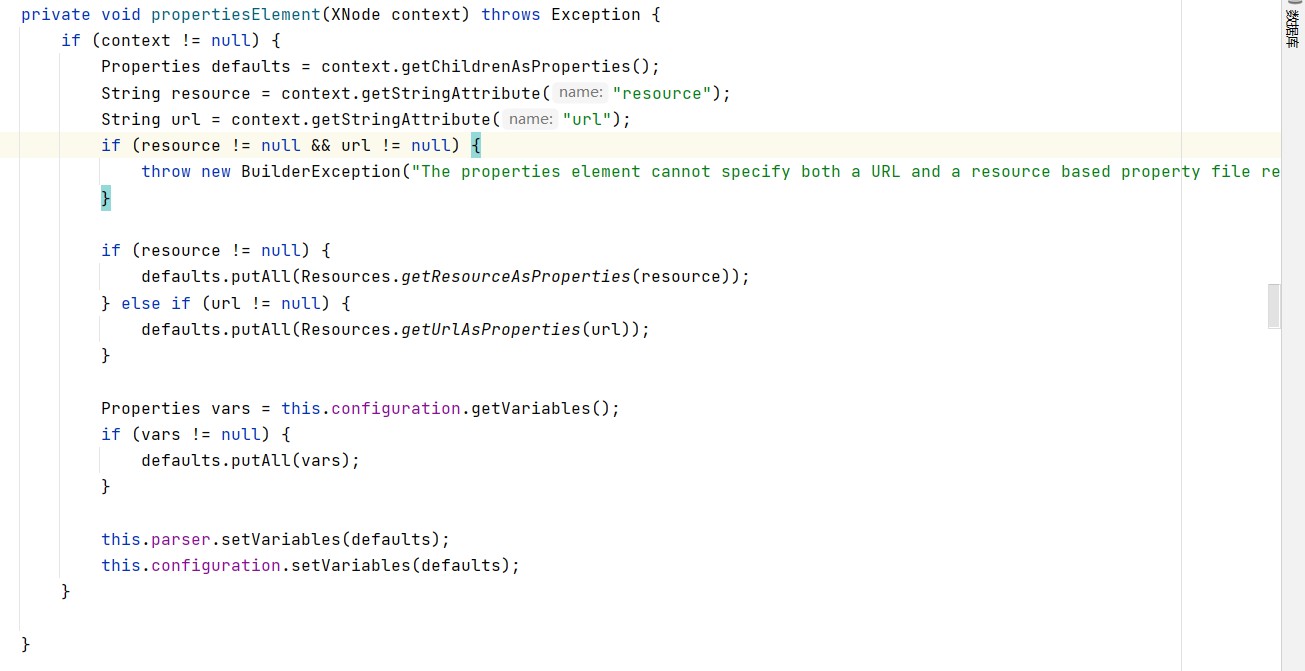 private void propertiesElement(XNode context) throws Exception {
    if (context != null) {
        Properties defaults = context.getChildrenAsProperties();
        String resource = context.getStringAttribute( name: "resource");
        String url = context.getStringAttribute( name: "url");
        if (resource != null && url != null) {
            throw new BuilderException("The properties element cannot specify both a URL and a resource based property file re
        }
        if (resource != null) {
            defaults.putAll(Resources.getResourceAsProperties(resource));
        } else if (url != null) {
            defaults.putAll(Resources.getUrlAsProperties(url));
        }
        Properties vars = this.configuration.getVariables();
        if (vars != null) {
            defaults.putAll(vars);
        }
        this.parser.setVariables(defaults);
        this.configuration.setVariables(defaults);
    }
}
数据库